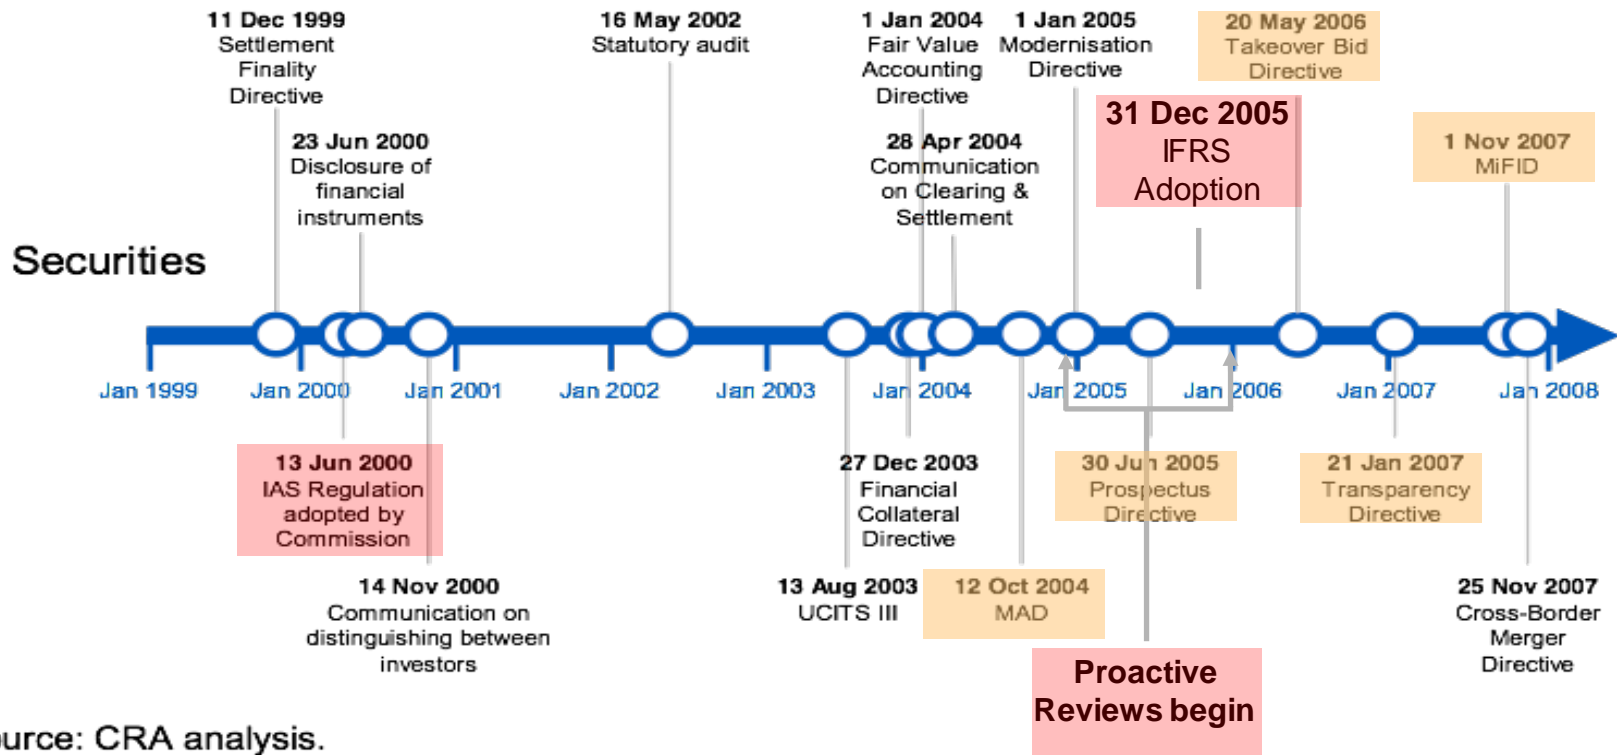 11 Dec 1999
Settlement
Finality
Directive
16 May 2002
Statutory audit
1 Jan 2004
Fair Value
Accounting
Directive
1 Jan 2005
Modernisation
Directive
20 May 2006
Takeover Bid
Directive
23 Jun 2000
Disclosure of
financial
instruments
28 Apr 2004
Communication
on Clearing &
Settlement
31 Dec 2005
IFRS
Adoption
1 Nov 2007
MiFID
Securities
Jan 1999
Jan 2000
Jan 2001
Jan 2002
Jan 2003
Jan 2004
Jan 2005
Jan 2006
Jan 2007
Jan 2008
13 Jun 2000
IAS Regulation
adopted by
Commission
27 Dec 2003
Financial
Collateral
Directive
30 Jun 2005
Prospectus
Directive
21 Jan 2007
Transparency
Directive
14 Nov 2000
Communication on
distinguishing between
investors
13 Aug 2003
UCITS III
12 Oct 2004
MAD
25 Nov 2007
Cross-Border
Merger
Directive
Proactive
Reviews begin
urce: CRA analysis.